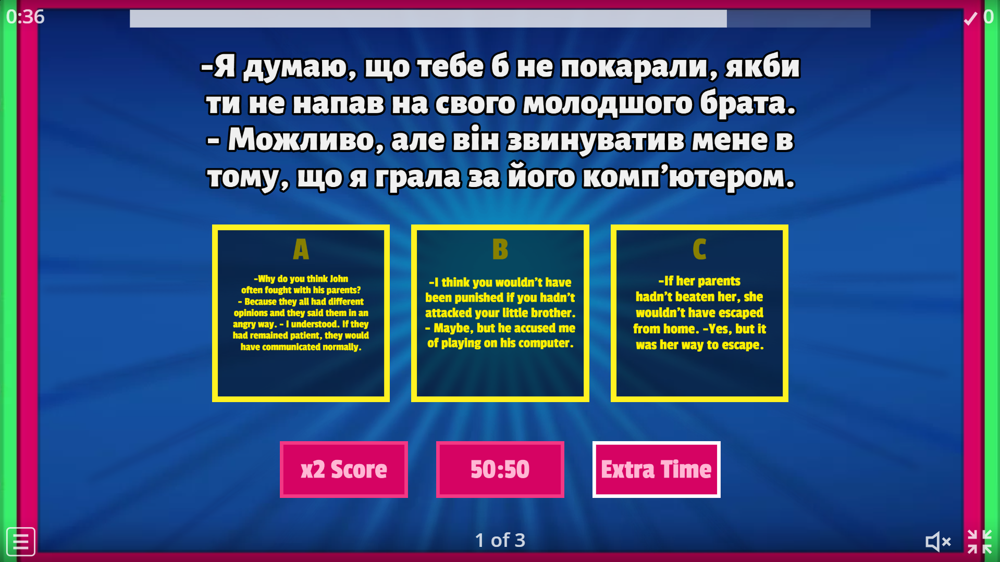 0:36
0
-Я думаю, що тебе б не покарали, якби
ти не напав на свого молодшого брата.
- Можливо, але він звинуватив мене в
тому, що я грала за його комп’ютером.
A
-Why do you think John
often fought with his parents?
- Because they all had different
opinions and they said them in an
angry way. - I understood. If they
had remained patient, they would
have communicated normally.
B
-I think you wouldn’t have
been punished if you hadn’t
attacked your little brother.
- Maybe, but he accused me
of playing on his computer.
C
-If her parents
hadn’t beaten her, she
wouldn’t have escaped
from home. -Yes, but it
was her way to escape.
x2 Score
50:50
Extra Time
1 of 3